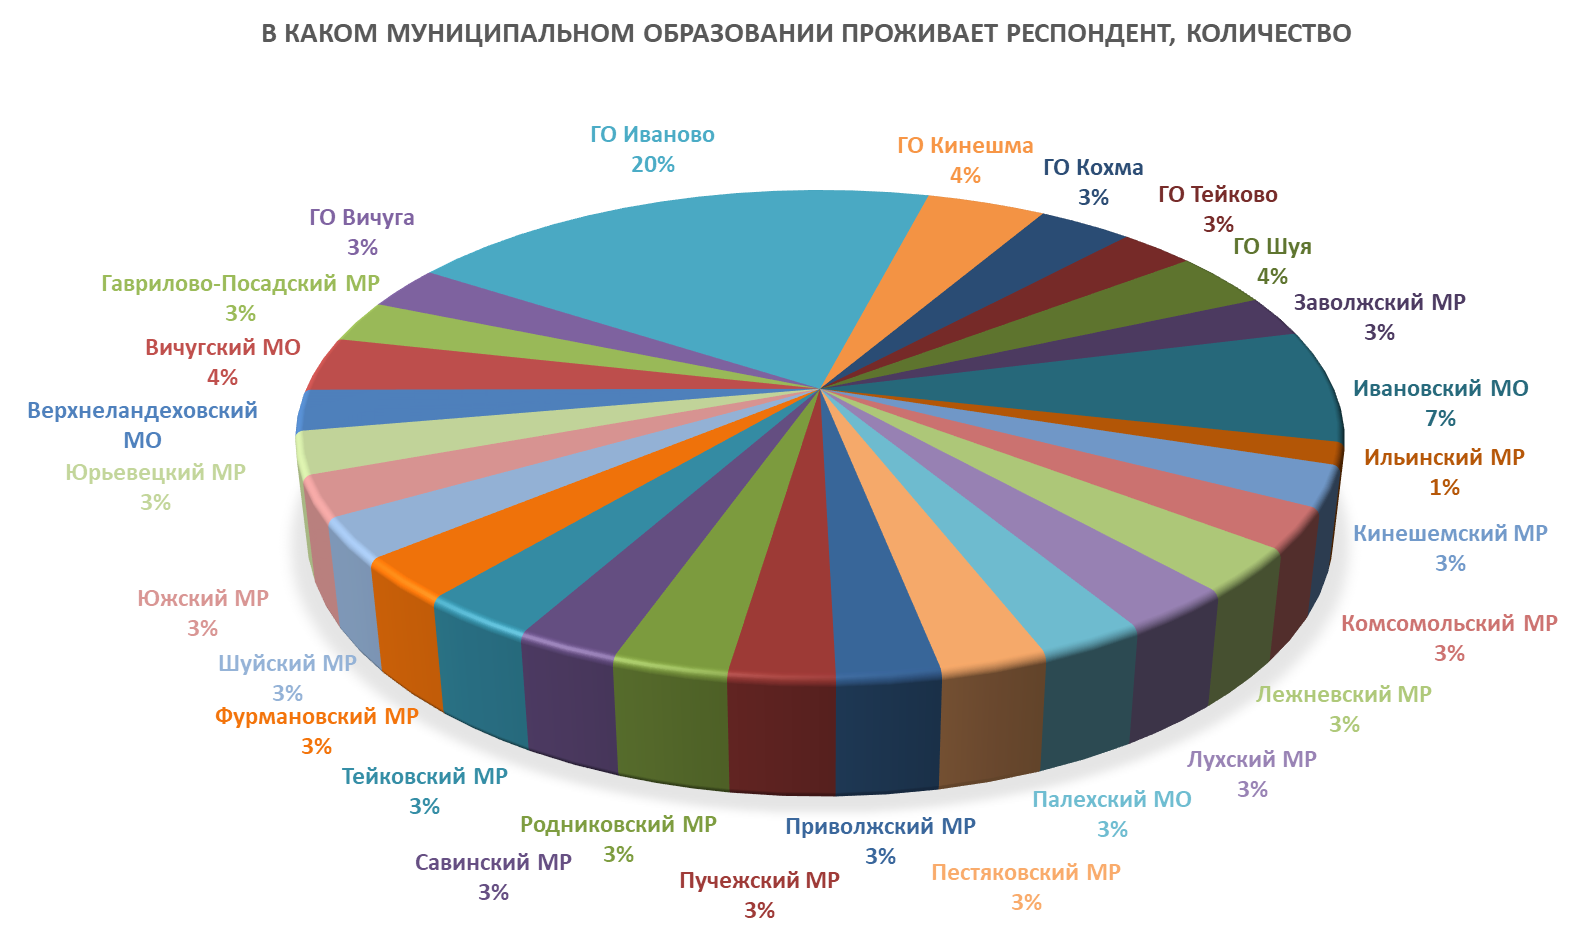 В КАКОМ МУНИЦИПАЛЬНОМ ОБРАЗОВАНИИ ПРОЖИВАЕТ РЕСПОНДЕНТ, КОЛИЧЕСТВО
ГО Иваново
20%
ГО Кинешма
4%
ГО Кохма
3%
ГО Тейково
3%
ГО Шуя
4%
Заволжский МР
3%
Ивановский МО
7%
Ильинский МР
1%
Кинешемский МР
3%
Комсомольский МР
3%
Лежневский МР
3%
Лухский МР
3%
Палехский МО
3%
Пестяковский МР
3%
Приволжский МР
3%
Пучежский МР
3%
Родниковский МР
3%
Савинский МР
3%
Тейковский МР
3%
Фурмановский МР
3%
Шуйский МР
3%
Южский МР
3%
Юрьевецкий МР
3%
Верхнеландеховский
МО
Вичугский МО
4%
Гаврилово-Посадский МР
3%
ГО Вичуга
3%